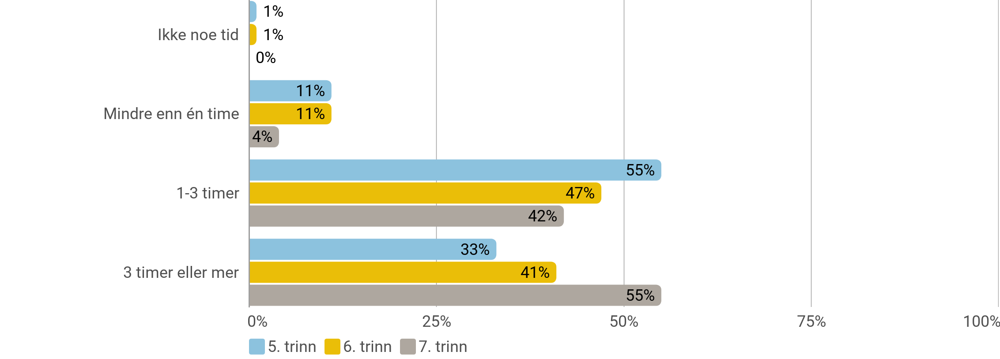 1%
Ikke noe tid
1%
0%
11%
Mindre enn én time
11%
4%
55%
1-3 timer
47%
42%
33%
3 timer eller mer
41%
55%
0% 25% 50% 75% 100%
5. trinn 6. trinn 7. trinn